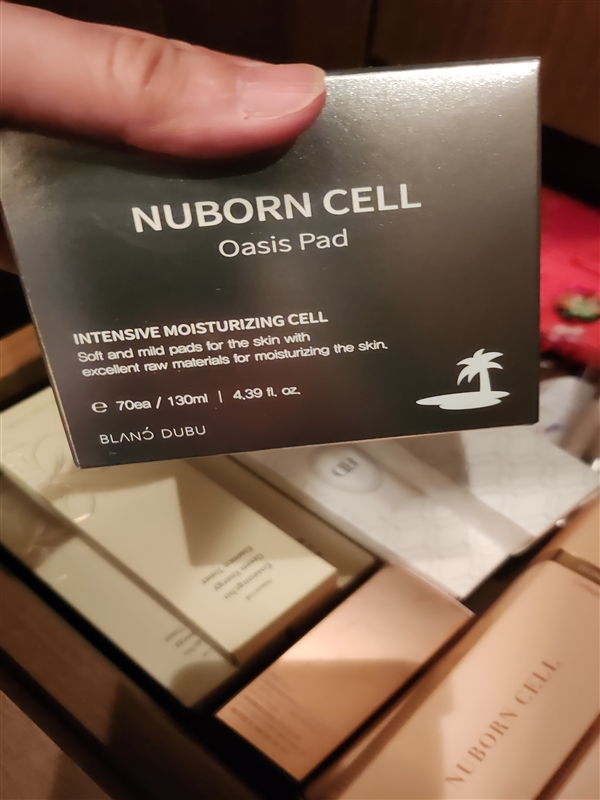 NUBORN CELL
Oasis Pad
INTENSIVE MOISTURIZING CELL
Soft and mild pads for the skin with
excellent raw materials for moisturizing the skin.
e 70ea / 130ml | 4.39 fl. oz.
BLANĆ DUBU
NUBORN CELL